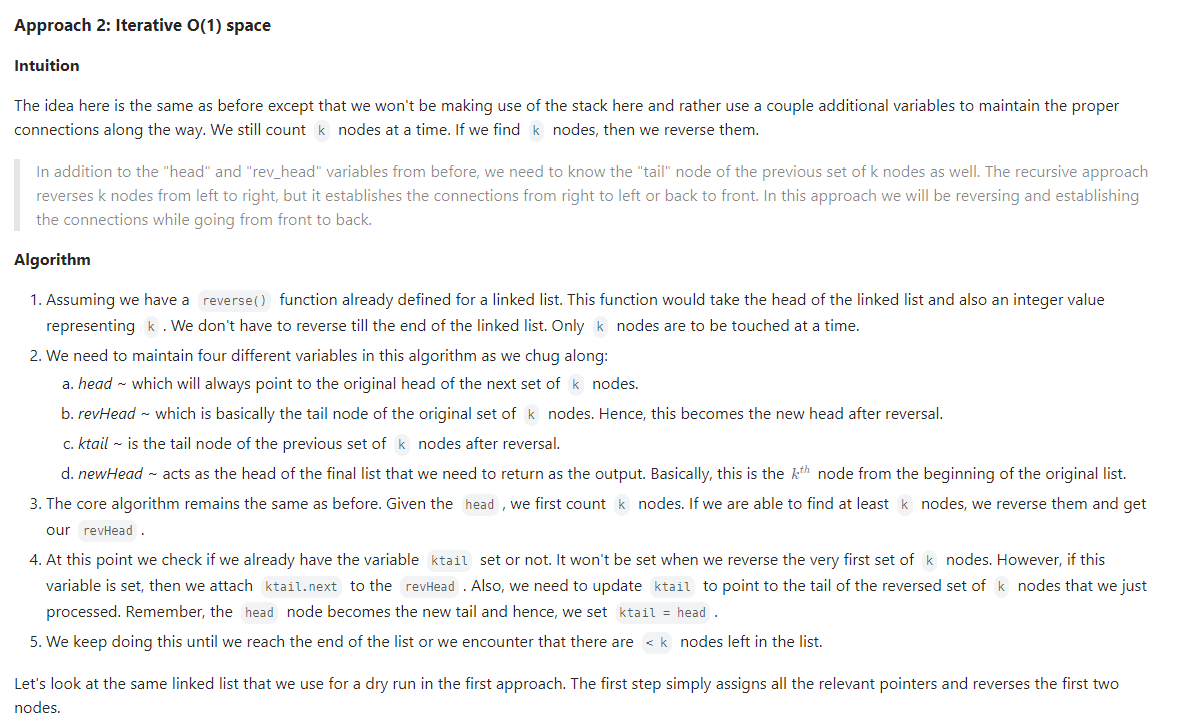 Approach 2: Iterative O(1) space
Intuition
The idea here is the same as before except that we won't be making use of the stack here and rather use a couple additional variables to maintain the proper
connections along the way. We still count k nodes at a time. If we find k nodes, then we reverse them.
In addition to the "head" and "rev_head" variables from before, we need to know the "tail" node of the previous set of k nodes as well. The recursive approach
reverses k nodes from left to right, but it establishes the connections from right to left or back to front. In this approach we will be reversing and establishing
the connections while going from front to back.
Algorithm
1. Assuming we have a reverse() function already defined for a linked list. This function would take the head of the linked list and also an integer value
representing k . We don't have to reverse till the end of the linked list. Only k nodes are to be touched at a time.
2. We need to maintain four different variables in this algorithm as we chug along:
a. head ~ which will always point to the original head of the next set of k nodes.
b. revHead ~ which is basically the tail node of the original set of k nodes. Hence, this becomes the new head after reversal.
c. ktail ~ is the tail node of the previous set of k nodes after reversal.
d. newHead ~ acts as the head of the final list that we need to return as the output. Basically, this is the k^th node from the beginning of the original list.
3. The core algorithm remains the same as before. Given the head , we first count k nodes. If we are able to find at least k nodes, we reverse them and get
our revHead .
4. At this point we check if we already have the variable ktail set or not. It won't be set when we reverse the very first set of k nodes. However, if this
variable is set, then we attach ktail.next to the revHead . Also, we need to update ktail to point to the tail of the reversed set of k nodes that we just
processed. Remember, the head node becomes the new tail and hence, we set ktail = head .
5. We keep doing this until we reach the end of the list or we encounter that there are < k nodes left in the list.
Let's look at the same linked list that we use for a dry run in the first approach. The first step simply assigns all the relevant pointers and reverses the first two
nodes.